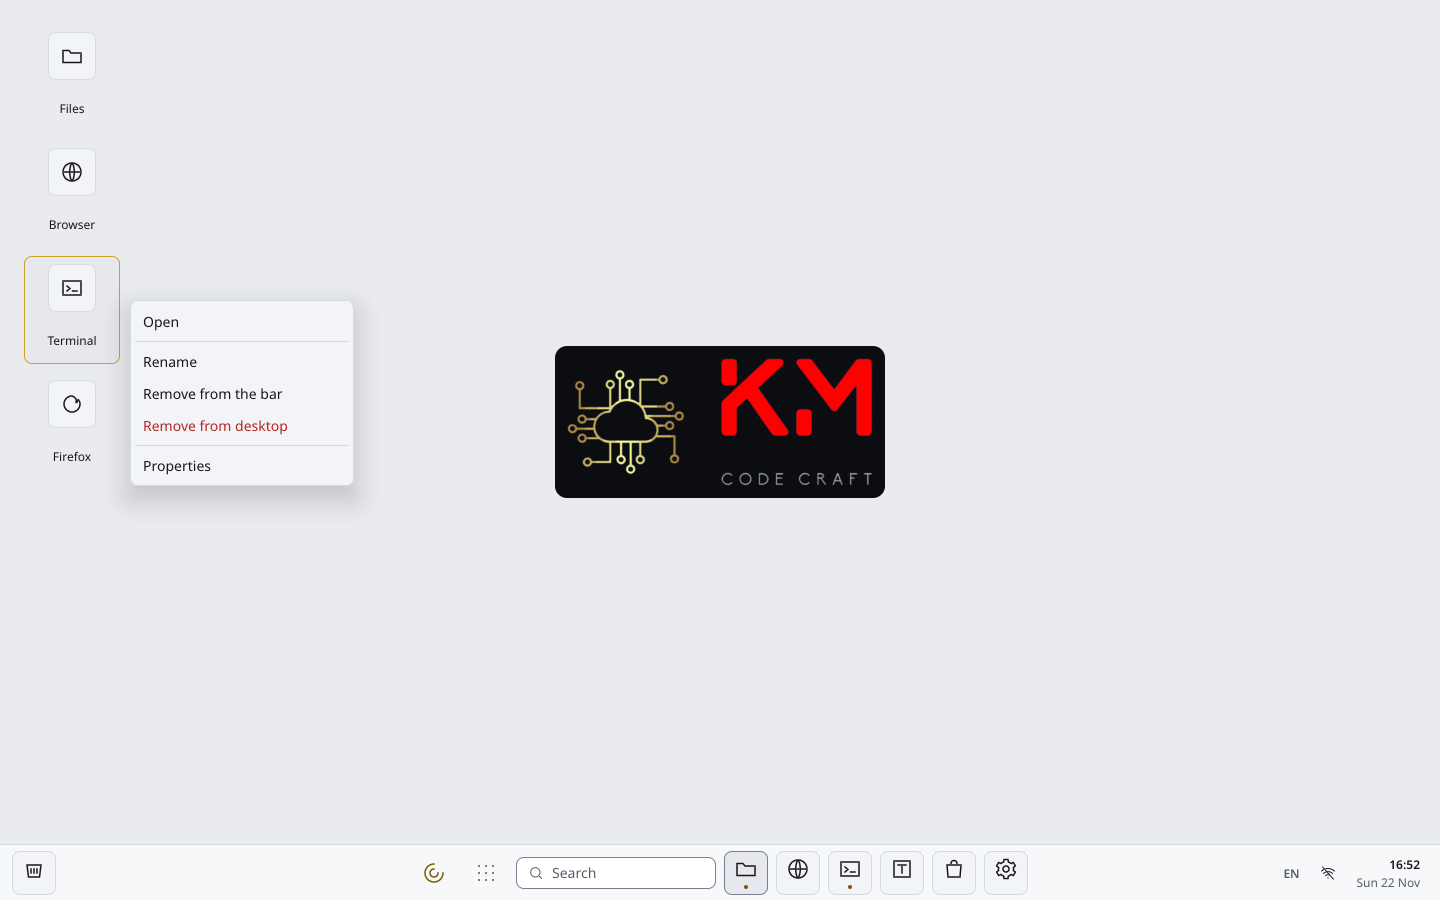 Files
Browser
Terminal
Firefox
Open
Rename
Remove from the bar
Remove from desktop
Properties
KM
CODE CRAFT
Search
EN
16:52
Sun 22 Nov